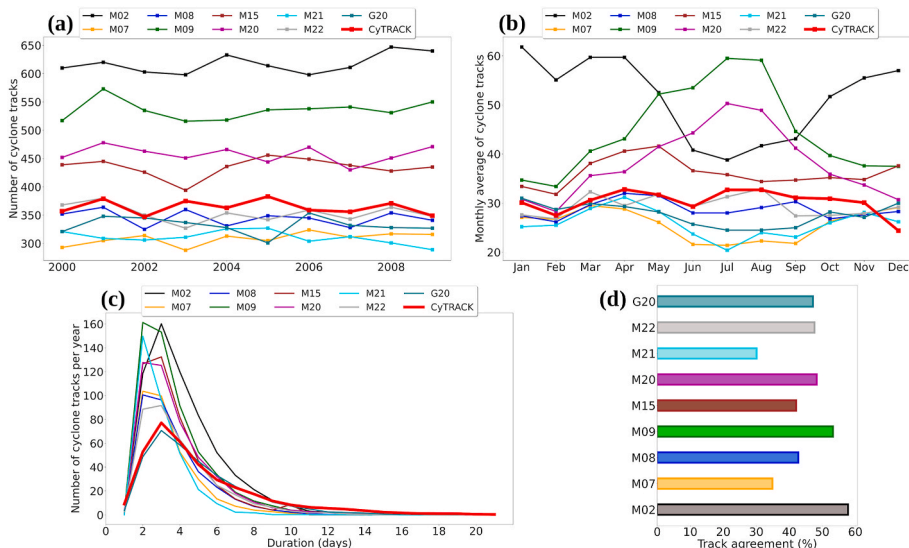 (a)
M02 M08 M15 M21 G20
M07 M09 M20 M22 CyTRACK
Number of cyclone tracks
650
600
550
500
450
400
350
300
2000 2002 2004 2006 2008
(b)
M02 M08 M15 M21 G20
M07 M09 M20 M22 CyTRACK
Monthly average of cyclone tracks
60
50
40
30
20
Jan Feb Mar Apr May Jun Jul Aug Sep Oct Nov Dec
(c)
M02 M08 M15 M21 G20
M07 M09 M20 M22 CyTRACK
Number of cyclone tracks per year
160
140
120
100
80
60
40
20
0
0 2 4 6 8 10 12 14 16 18 20
Duration (days)
(d)
G20
M22
M21
M20
M15
M09
M08
M07
M02
0 10 20 30 40 50 60
Track agreement (%)